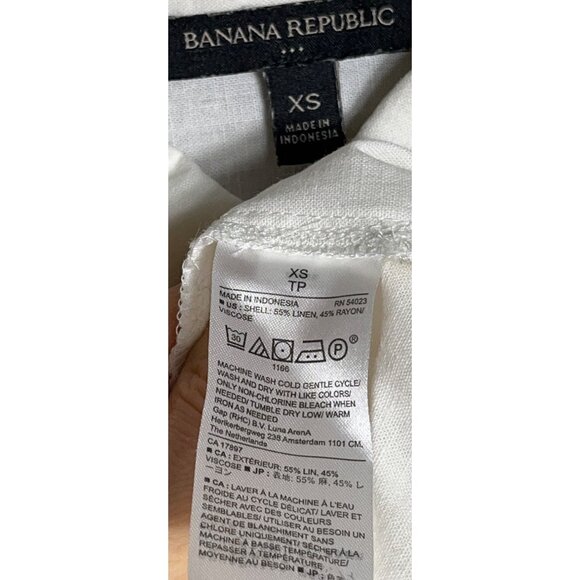 BANANA REPUBLIC
XS
MADE IN
INDONESIA
XS
TP
MADE IN INDONESIA RN 54023
■ US : SHELL: 55% LINEN, 45% RAYON/
VISCOSE
30 P ®
1166
MACHINE WASH COLD GENTLE CYCLE/
WASH AND DRY WITH LIKE COLORS/
ONLY NON-CHLORINE BLEACH WHEN
NEEDED/ TUMBLE DRY LOW/ WARM
IRON AS NEEDED
Gap (RHC) B.V. Luna ArenA
Herikerbergweg 238 Amsterdam 1101 CM,
The Netherlands
CA 17897
■ CA : EXTÉRIEUR: 55% LIN, 45%
VISCOSE ■ JP : 表地 : 55% 麻, 45% レ
ーヨン
■ CA : LAVER À LA MACHINE À L'EAU
FROIDE AU CYCLE DÉLICAT/ LAVER ET
SÉCHER AVEC DES COULEURS
SEMBLABLES/ UTILISER AU BESOIN UN
AGENT DE BLANCHIMENT SANS
CHLORE UNIQUEMENT/ SÉCHER À LA
MACHINE À BASSE TEMPÉRATURE/
REPASSER À TEMPÉRATURE
MOYENNE AU BESOIN ■ JP :